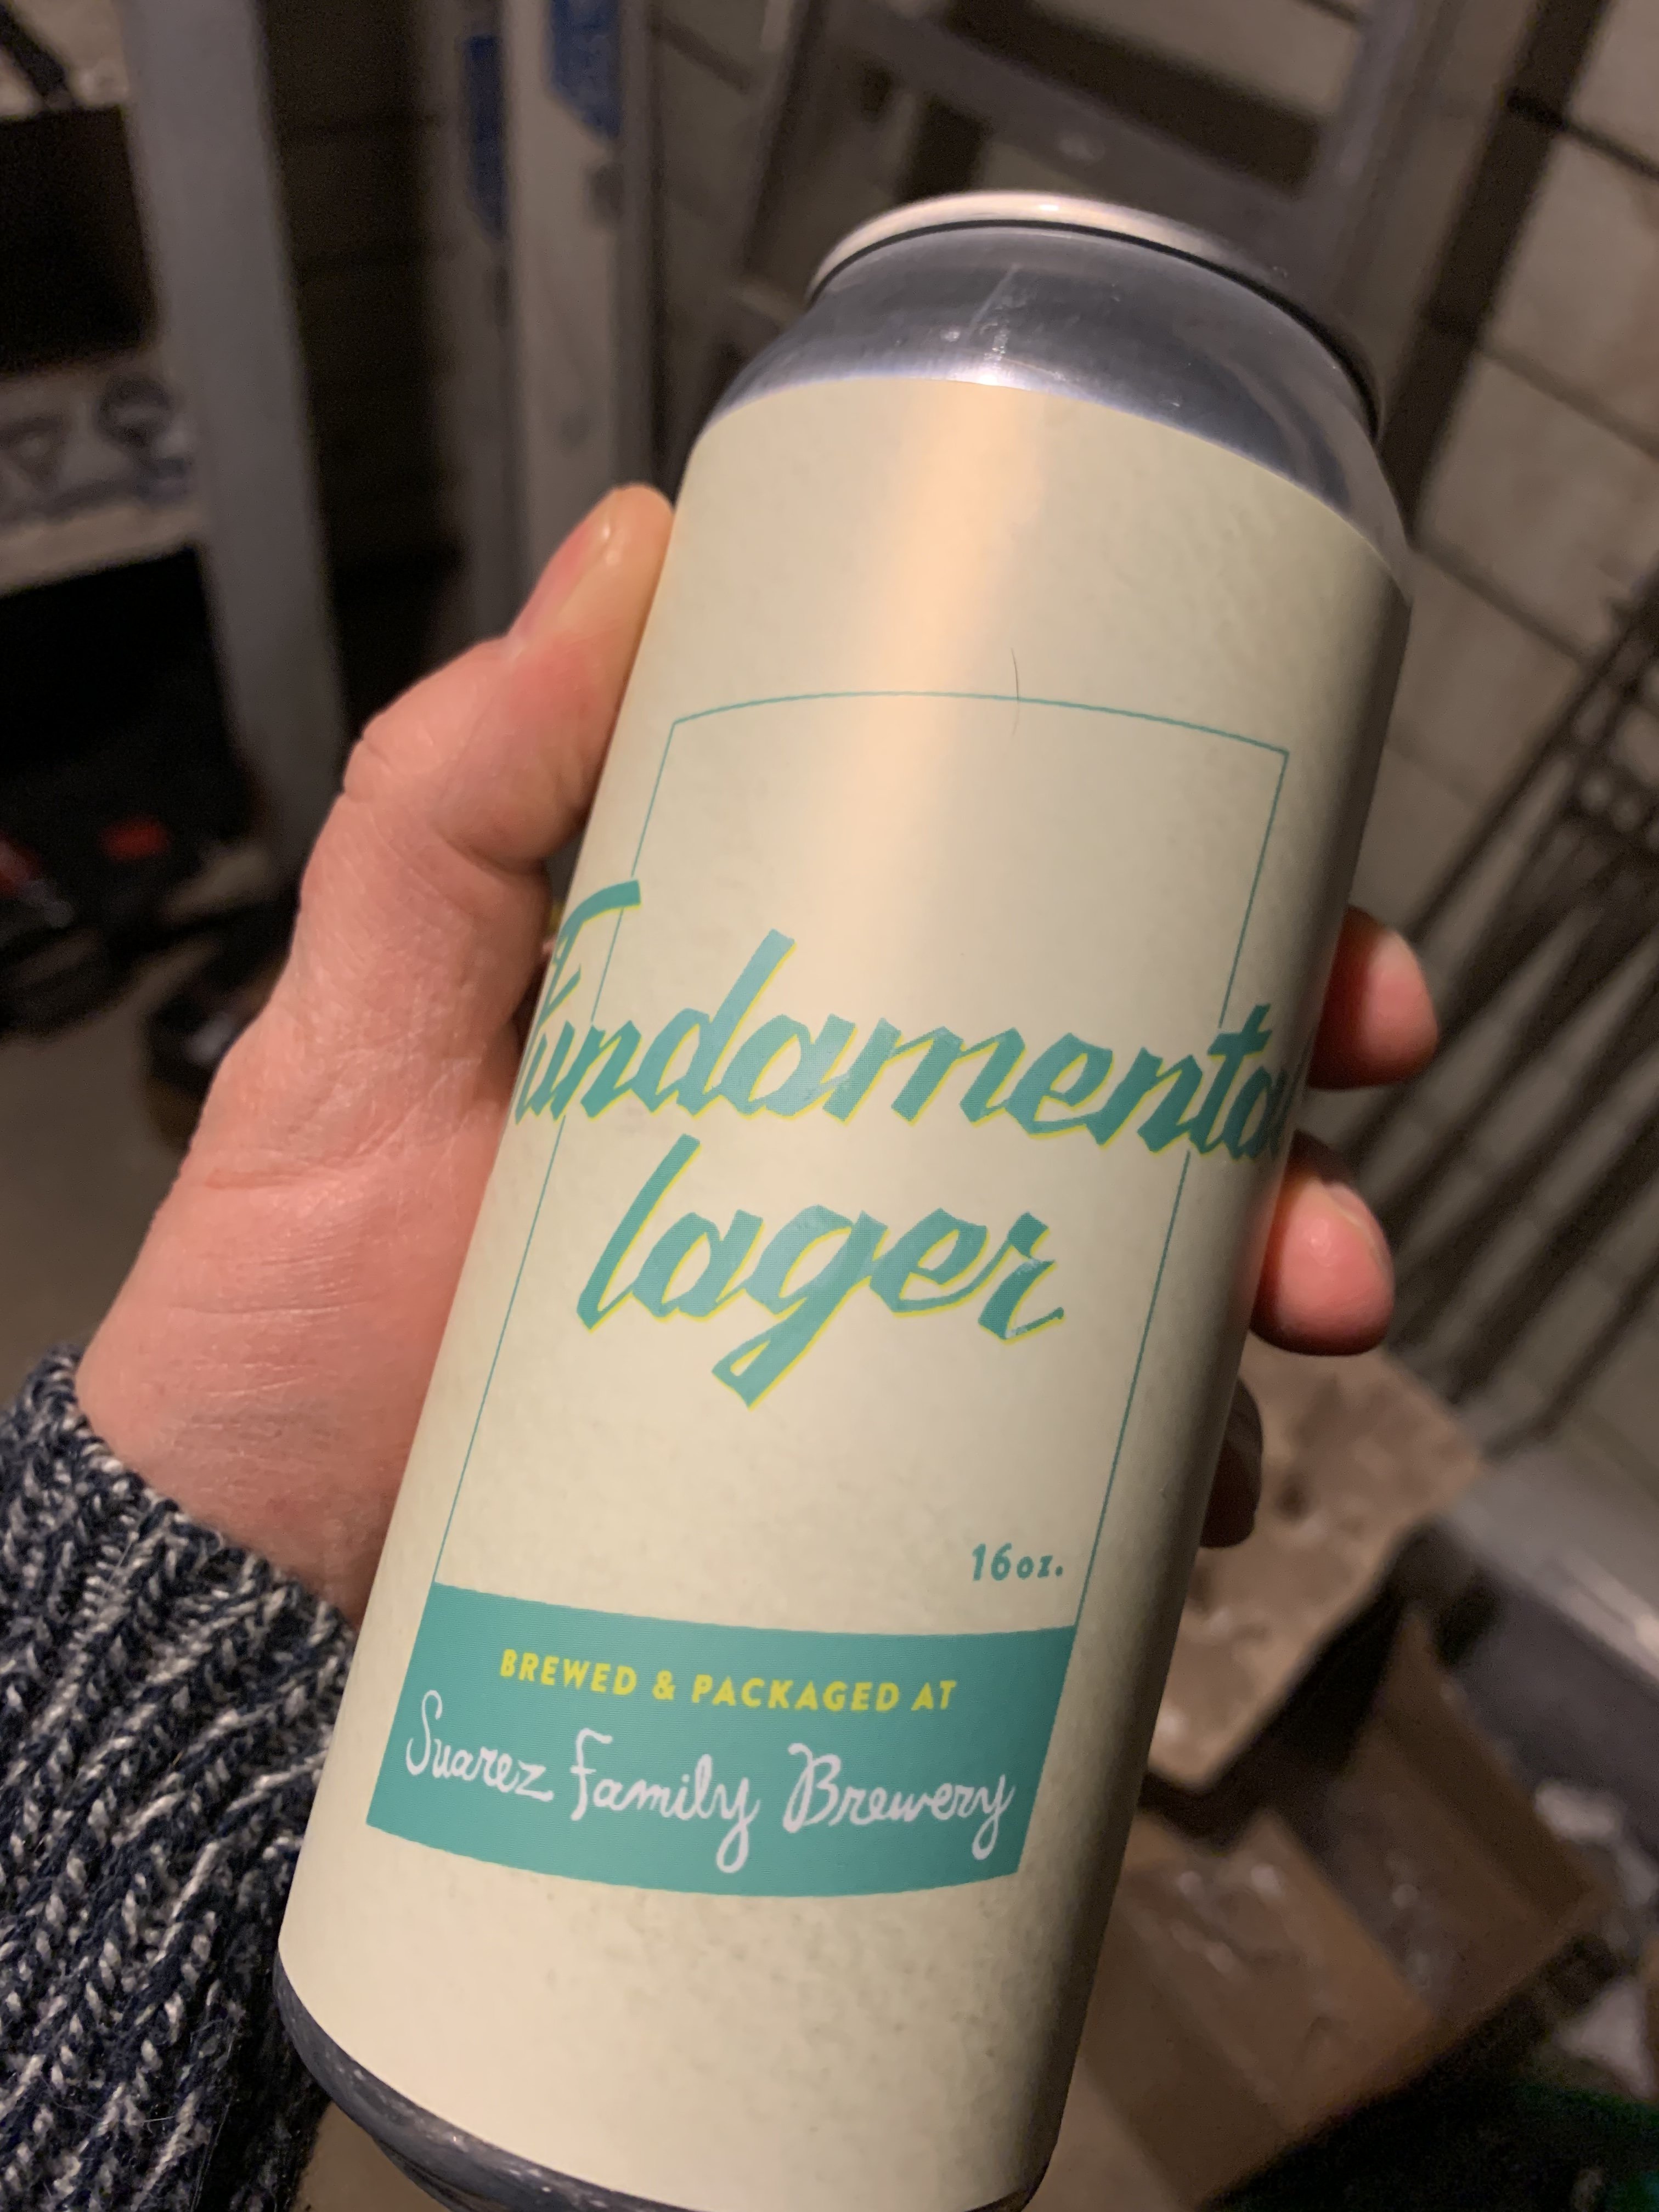 Fundamental
lager
16oz.
BREWED & PACKAGED AT
Suarez Family Brewery